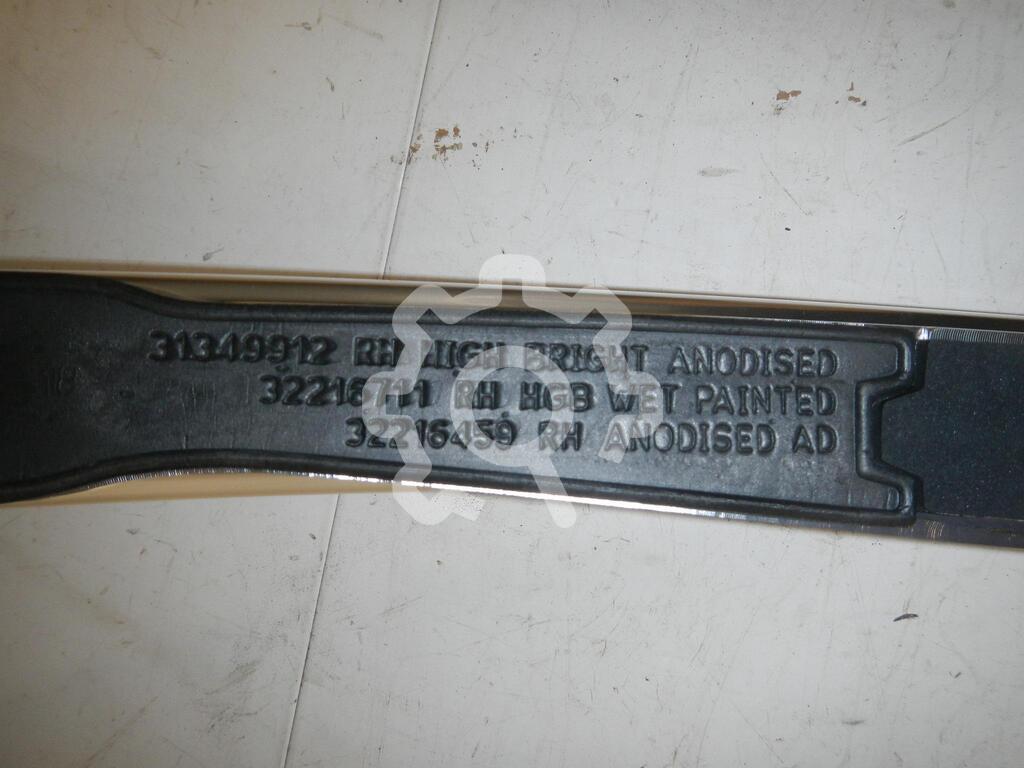 31349912 RH HIGH BRIGHT ANODISED
32216711 RH HGB WET PAINTED
32216459 RH ANODISED AD